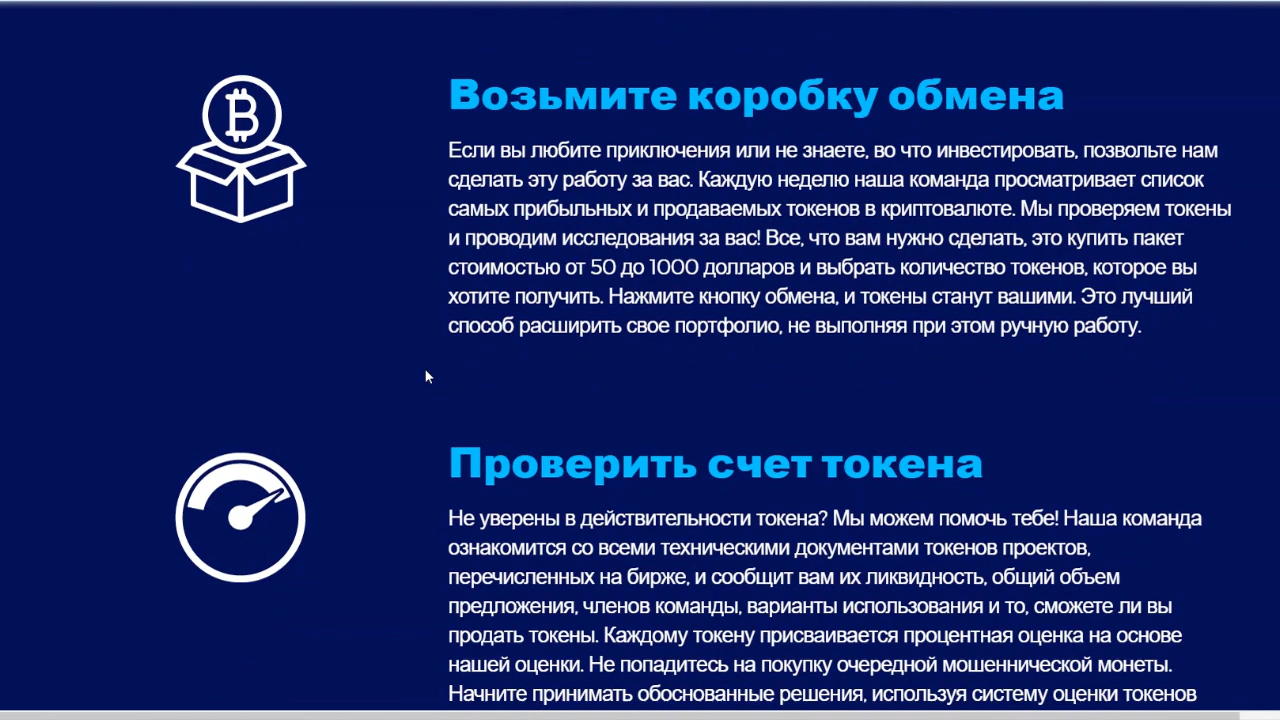 Возьмите коробку обмена
Если вы любите приключения или не знаете, во что инвестировать, позвольте нам
сделать эту работу за вас. Каждую неделю наша команда просматривает список
самых прибыльных и продаваемых токенов в криптовалюте. Мы проверяем токены
и проводим исследования за вас! Все, что вам нужно сделать, это купить пакет
стоимостью от 50 до 1000 долларов и выбрать количество токенов, которое вы
хотите получить. Нажмите кнопку обмена, и токены станут вашими. Это лучший
способ расширить свое портфолио, не выполняя при этом ручную работу.
Проверить счет токена
Не уверены в действительности токена? Мы можем помочь тебе! Наша команда
ознакомится со всеми техническими документами токенов проектов,
перечисленных на бирже, и сообщит вам их ликвидность, общий объем
предложения, членов команды, варианты использования и то, сможете ли вы
продать токены. Каждому токену присваивается процентная оценка на основе
нашей оценки. Не попадитесь на покупку очередной мошеннической монеты.
Начните принимать обоснованные решения, используя систему оценки токенов